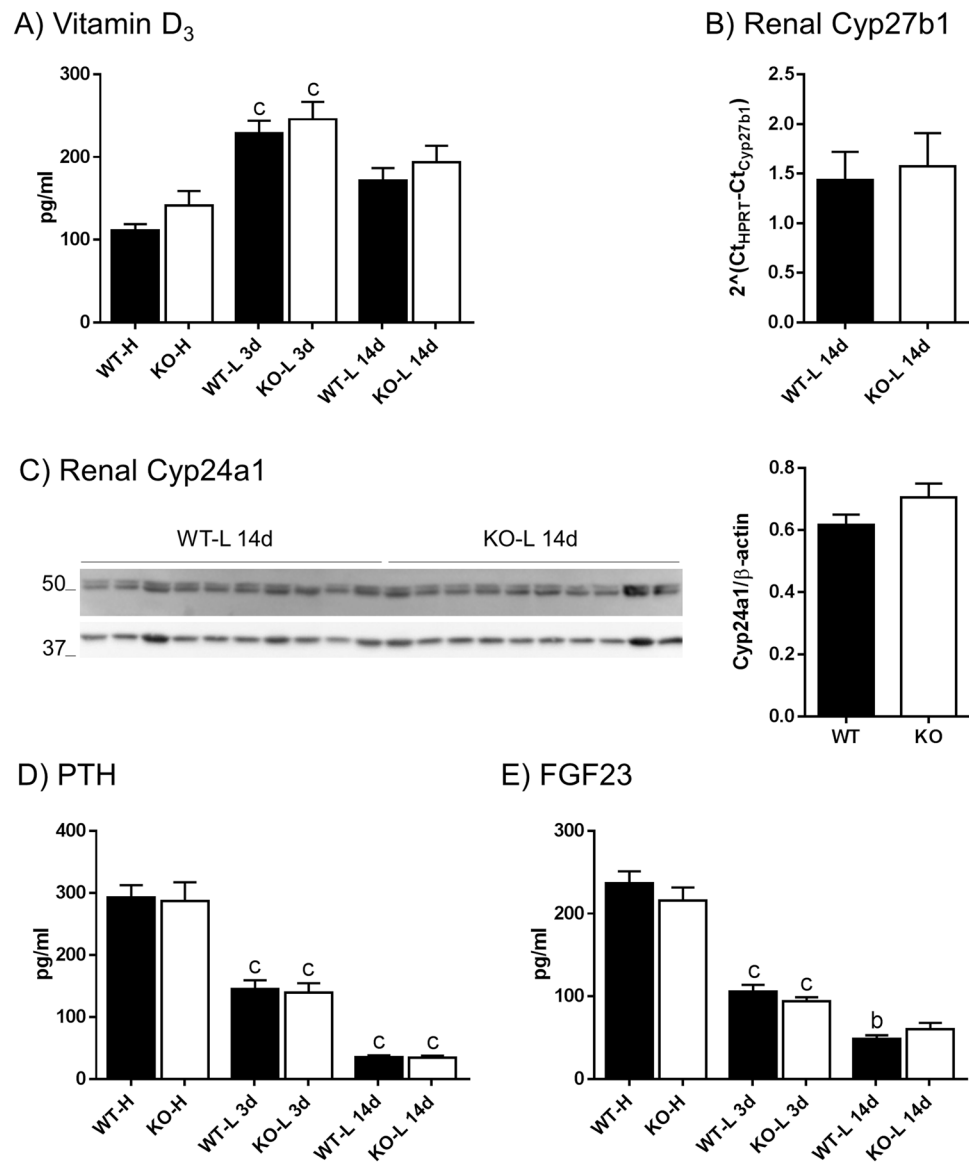 A) Vitamin D3
B) Renal Cyp27b1
300
200
100
0
pg/ml
c
c
WT-H
KO-H
WT-L 3d
KO-L 3d
WT-L 14d
KO-L 14d
2.5
2.0
1.5
1.0
0.5
0.0
2^(CtHPRT-CtCyp27b1)
WT-L 14d
KO-L 14d
C) Renal Cyp24a1
WT-L 14d
KO-L 14d
50_
37_
0.8
0.6
0.4
0.2
0.0
Cyp24a1/β-actin
WT
KO
D) PTH
E) FGF23
400
300
200
100
0
pg/ml
c
c
c
c
WT-H
KO-H
WT-L 3d
KO-L 3d
WT-L 14d
KO-L 14d
300
200
100
0
pg/ml
c
c
b
WT-H
KO-H
WT-L 3d
KO-L 3d
WT-L 14d
KO-L 14d